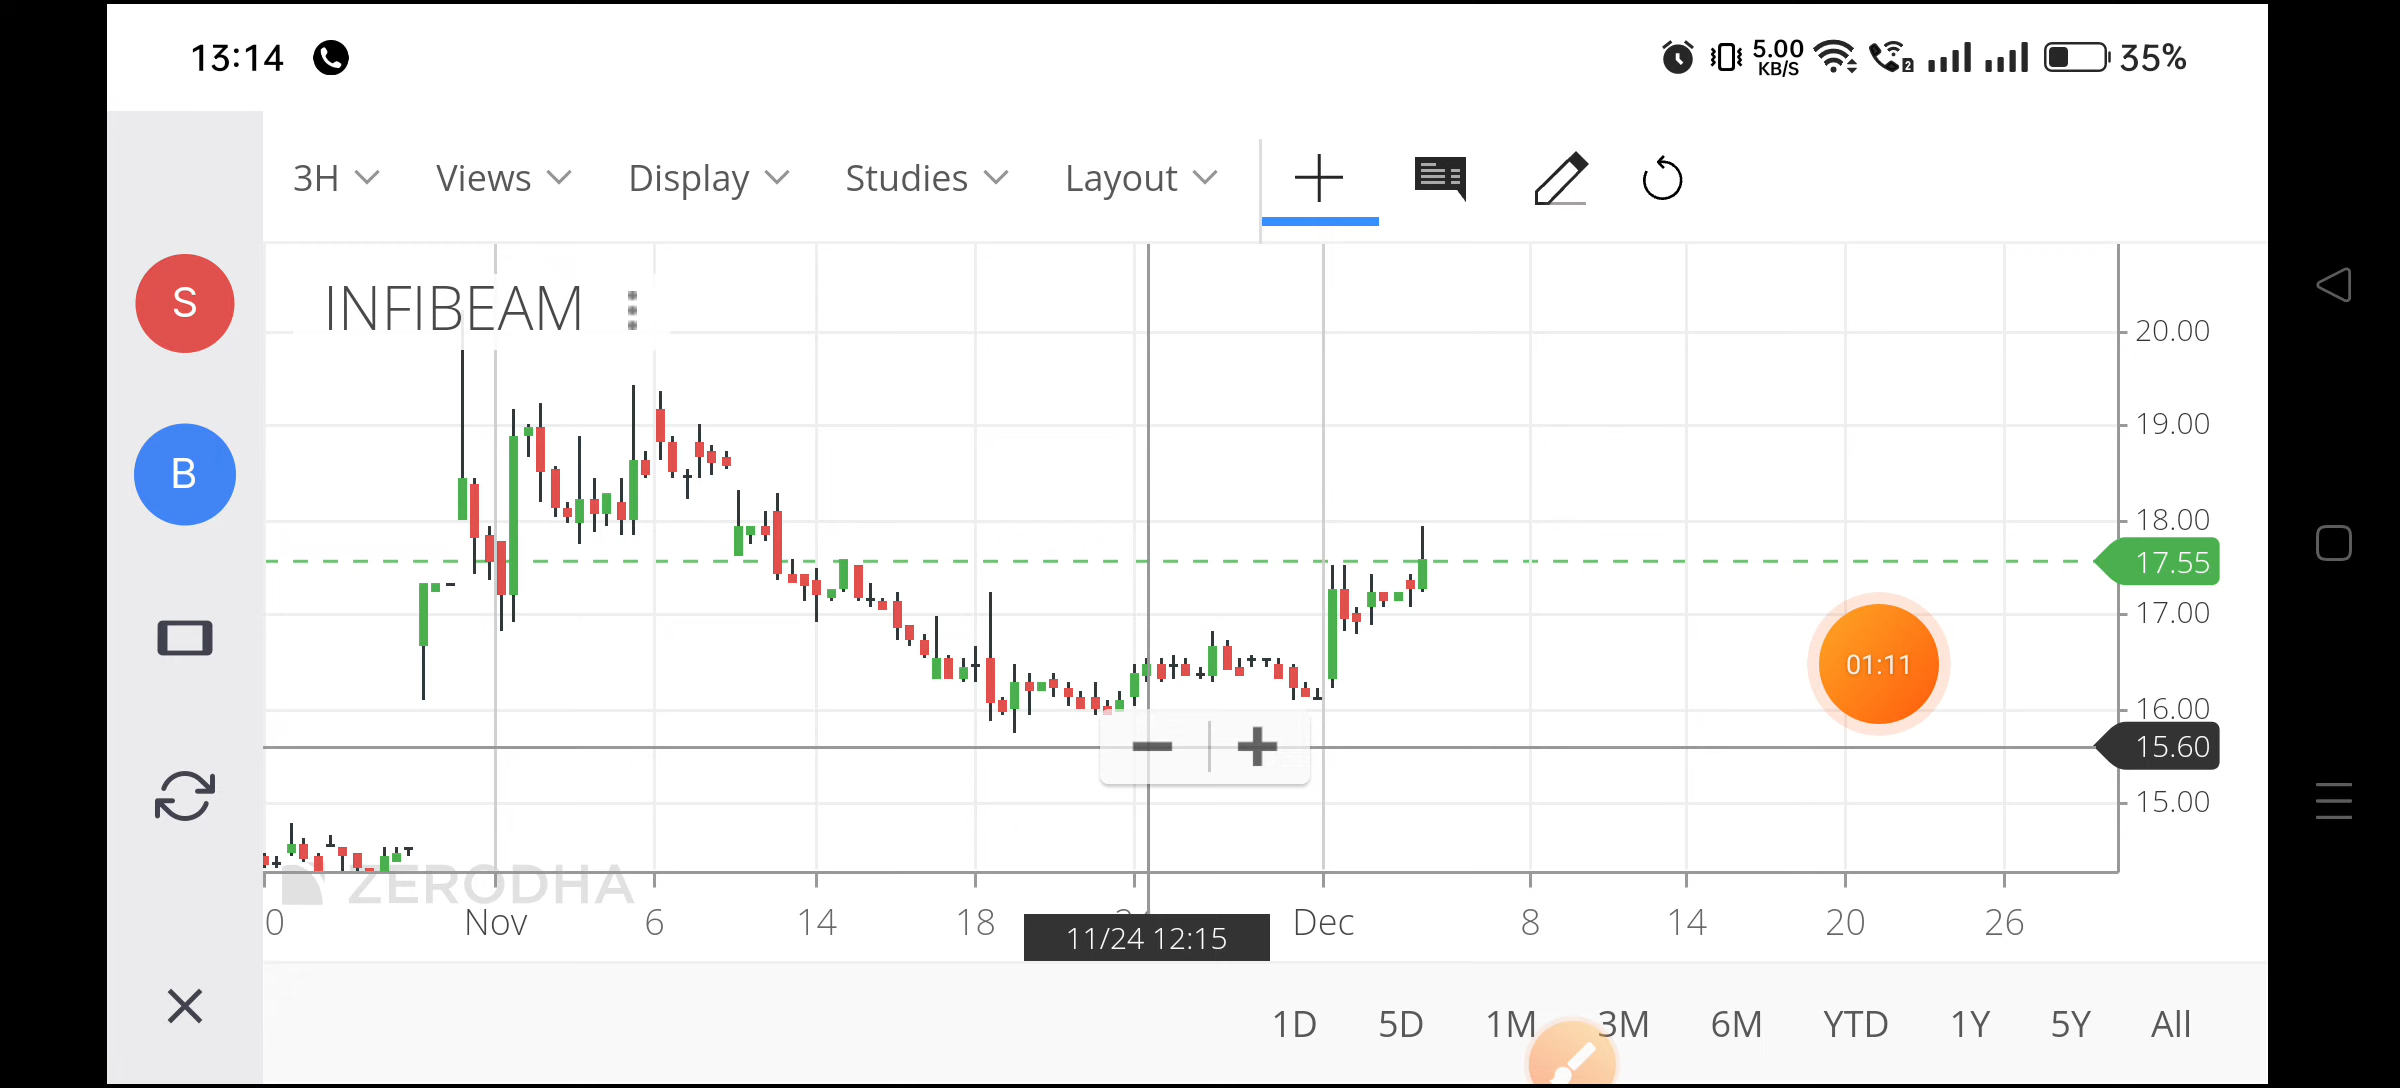 13:14
5.00
KB/S
2
35%
3H Views Display Studies Layout
S
INFIBEAM
20.00
19.00
B
18.00
17.55
17.00
01:11
16.00
15.60
15.00
ZERODHA
0 Nov 6 14 18 Dec 8 14 20 26
11/24 12:15
1D 5D 1M 3M 6M YTD 1Y 5Y All